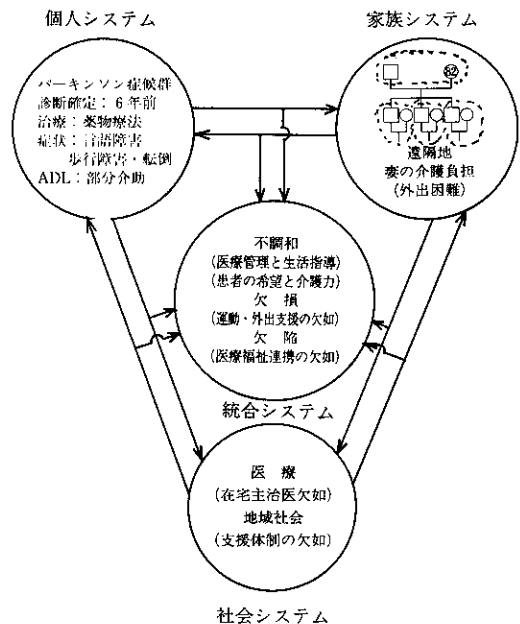 個人システム
家族システム
パーキンソン症候群
診断確定：6年前
治療：薬物療法
症状：言語障害
歩行障害・転倒
ADL：部分介助
62
遠隔地
妻の介護負担
(外出困難)
不調和
(医療管理と生活指導)
(患者の希望と介護力)
欠　損
(運動・外出支援の欠如)
欠　陥
(医療福祉連携の欠如)
統合システム
医　療
(在宅主治医欠如)
地域社会
(支援体制の欠如)
社会システム